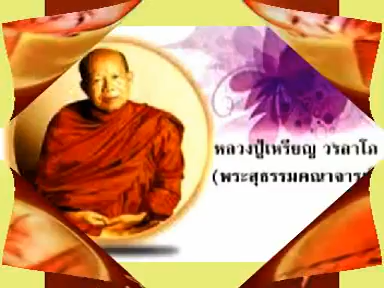 หลวงปู่เหรียญ วรลาโภ
(พระสุธรรมคณาจารย์